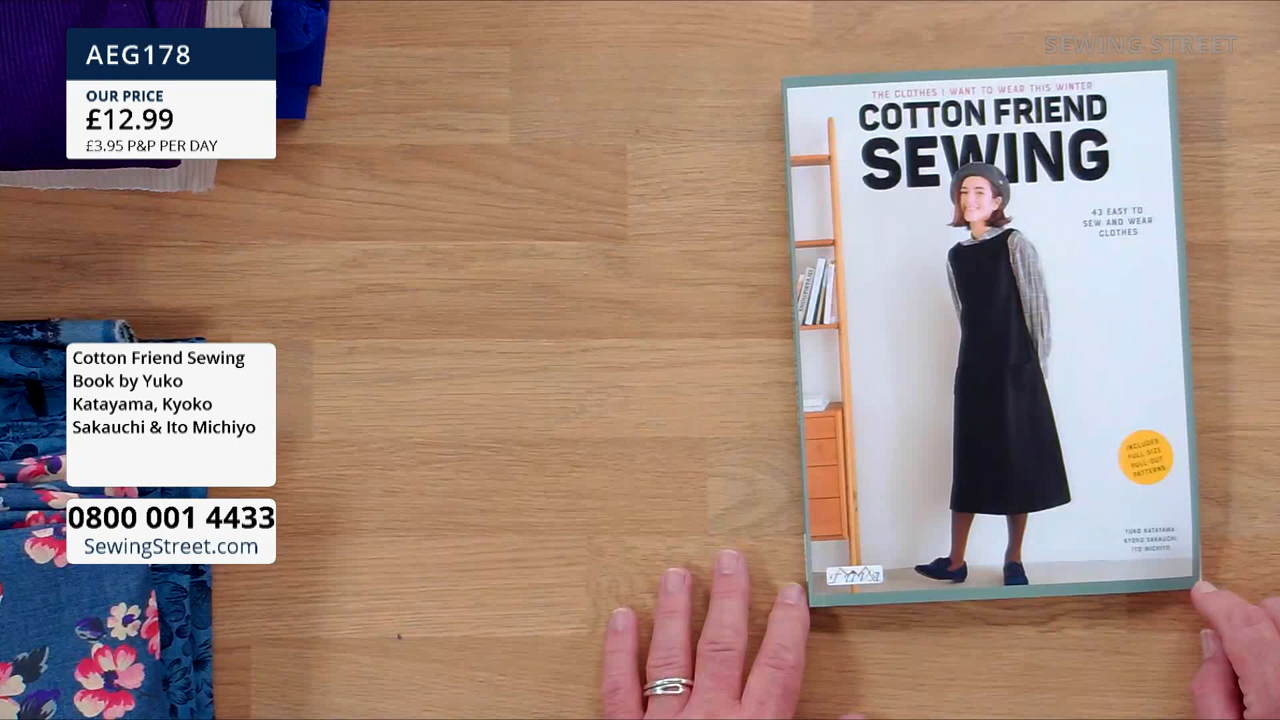 AEG178
OUR PRICE
£12.99
£3.95 P&P PER DAY
SEWING STREET
THE CLOTHES I WANT TO WEAR THIS WINTER
COTTON FRIEND
SEWING
43 EASY TO
SEW AND WEAR
CLOTHES
Cotton Friend Sewing
Book by Yuko
Katayama, Kyoko
Sakauchi & Ito Michiyo
INCLUDES
FULL SIZE
PULL-OUT
PATTERNS
0800 001 4433
SewingStreet.com
YUKO KATAYAMA
KYOKO SAKAUCHI
ITO MICHIYO